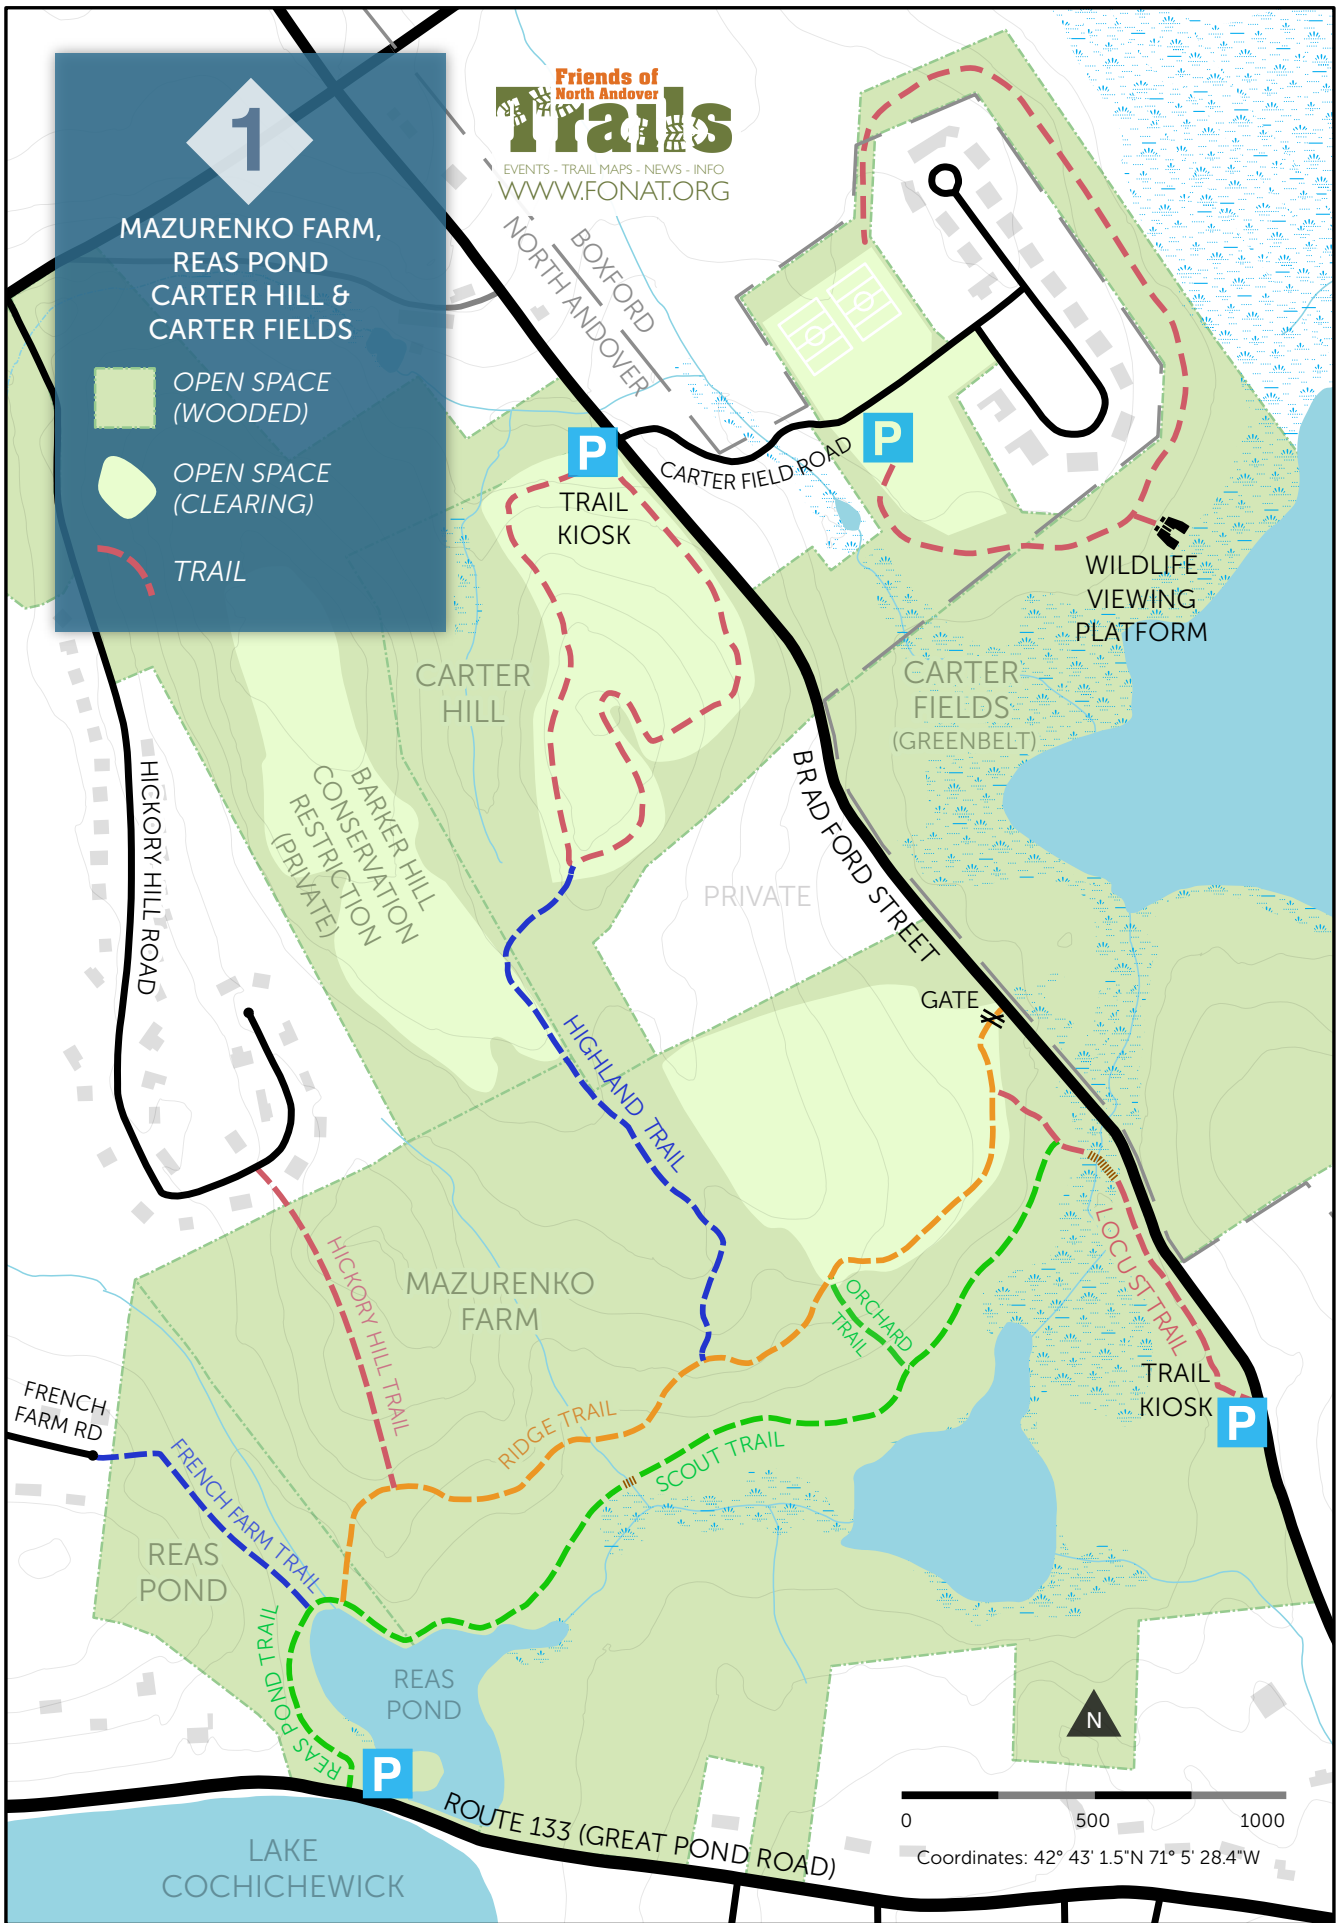 1
MAZURENKO FARM,
REAS POND
CARTER HILL &
CARTER FIELDS
OPEN SPACE
(WOODED)
OPEN SPACE
(CLEARING)
TRAIL
Friends of
North Andover
Trails
EVENTS - TRAIL MAPS - NEWS - INFO
WWW.FONAT.ORG
BOXFORD
NORTH ANDOVER
P
TRAIL
KIOSK
CARTER FIELD ROAD
P
WILDLIFE
VIEWING
PLATFORM
CARTER
HILL
CARTER
FIELDS
(GREENBELT)
HICKORY HILL ROAD
BARKER HILL
CONSERVATION
RESTRICTION
(PRIVATE)
PRIVATE
BRADFORD STREET
GATE
HIGHLAND TRAIL
HICKORY HILL TRAIL
MAZURENKO
FARM
ORCHARD
TRAIL
LOCUST TRAIL
TRAIL
KIOSK
P
FRENCH
FARM RD
FRENCH FARM TRAIL
RIDGE TRAIL
SCOUT TRAIL
REAS
POND
REAS POND TRAIL
REAS
POND
P
N
ROUTE 133 (GREAT POND ROAD)
0 500 1000
Coordinates: 42° 43' 1.5"N 71° 5' 28.4"W
LAKE
COCHICHEWICK